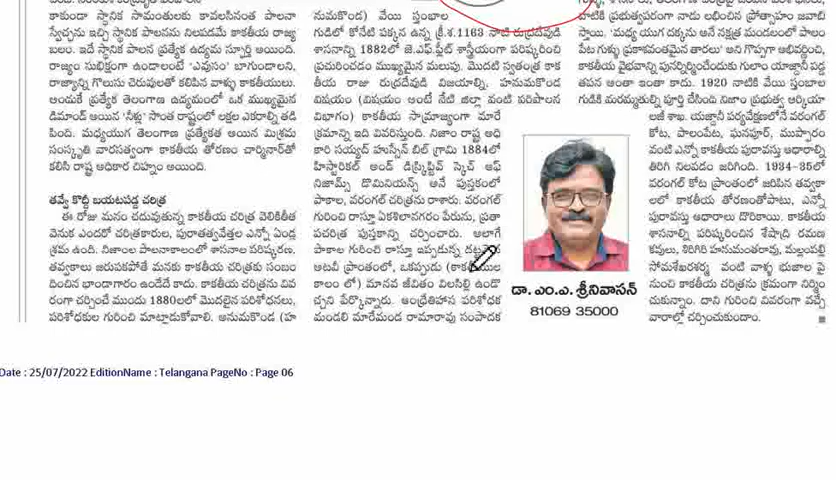 కాకుండా స్థానిక సామంతులకు కావలసినంత పాలనా
స్వేచ్ఛను ఇచ్చి స్థానిక పాలనను నిలపడమే కాకతీయ రాజ్య
బలం. ఇదే స్థానిక పాలన ప్రత్యేక ఉద్యమ స్ఫూర్తి అయింది.
రాజ్యం సుభిక్షంగా ఉండాలంటే 'ఎవుసం' బాగుండాలని,
రాజ్యాన్ని గొలుసు చెరువులతో కలిపిన వాళ్ళు కాకతీయులు.
అందుకే ప్రత్యేక తెలంగాణ ఉద్యమంలో ఒక ముఖ్యమైన
డిమాండ్ అయిన 'నీళ్లు' సొంత రాష్ట్రంలో లక్షల ఎకరాల్ని తడి
పింది. మధ్యయుగ తెలంగాణ ప్రత్యేకత అయిన మిశ్రమ
సంస్కృతి వారసత్వంగా కాకతీయ తోరణం చార్మినార్‌తో
కలిసి రాష్ట్ర అధికార చిహ్నం అయింది.
తవ్వే కొద్దీ బయటపడ్డ చరిత్ర
ఈ రోజు మనం చదువుతున్న కాకతీయ చరిత్ర వెలికితీత
వెనుక ఎందరో చరిత్రకారుల, పురాతత్వవేత్తల ఎన్నో ఏండ్ల
శ్రమ ఉంది. నిజాంల పాలనాకాలంలో శాసనాల పరిష్కరణ,
తవ్వకాలు జరుపకపోతే మనకు కాకతీయ చరిత్రకు సంబం
దించిన భాండాగారం ఉండేదే కాదు. కాకతీయ చరిత్రను వివ
రంగా చర్చించే ముందు 1880లలో మొదలైన పరిశోధనలు,
పరిశోధకుల గురించి మాట్లాడుకోవాలి. అనుమకొండ (హ
నుమకొండ) వేయి స్తంభాల
గుడిలో కోనేటి పక్కన ఉన్న క్రీ.శ.1163 నాటి రుద్రదేవుడి
శాసనాన్ని 1882లో జె.ఎఫ్.ఫ్లీట్ శాస్త్రీయంగా పరిష్కరించి
ప్రచురించడం ముఖ్యమైన మలుపు. మొదటి స్వతంత్ర కాక
తీయ రాజు రుద్రదేవుడి విజయాల్ని, హనుమకొండ
విషయం (విషయం అంటే నేటి జిల్లా వంటి పరిపాలన
విభాగం) కాకతీయ సామ్రాజ్యంగా మారే
క్రమాన్ని ఇది వివరిస్తుంది. నిజాం రాష్ట్ర అధి
కారి సయ్యద్ హుస్సేన్ బిల్ గ్రామి 1884లో
హిస్టారికల్ అండ్ డిస్క్రిప్టివ్ స్కెచ్ ఆఫ్
నిజామ్స్ డొమినియన్స్ అనే పుస్తకంలో
పాకాల, వరంగల్ చరిత్రను రాశారు. వరంగల్
గురించి రాస్తూ ఏకశిలానగరం పేరును, ప్రతా
పచరిత్ర పుస్తకాన్ని చర్చించారు. అలాగే
పాకాల గురించి రాస్తూ ఇప్పడున్న దట్టమైన
అటవీ ప్రాంతంలో, ఒకప్పుడు (కాకతీయుల
కాలం లో) మానవ జీవితం విలసిల్లి ఉండొ
చ్చని పేర్కొన్నారు. ఆంధ్రేతిహాస పరిశోధక
మండలి మారేమండ రామారావు సంపాదక
డా. ఎం.ఎ. శ్రీనివాసన్
81069 35000
బాటికి ప్రభుత్వపరంగా నాడు లభించిన ప్రోత్సాహం జవాబి
స్తాయి. 'మధ్య యుగ దక్కను అనే నక్షత్ర మండలంలో పాలం
పేట గుళ్ళు ప్రకాశవంతమైన తారలు' అని గొప్పగా అభివర్ణించి,
కాకతీయ వైభవాన్ని పునర్నిర్మించేందుకు గులాం యాజ్దానీ పడ్డ
తపన అంతా ఇంతా కాదు. 1920 నాటికి వేయి స్తంభాల
గుడికి మరమ్మతుల్ని పూర్తి చేసింది నిజాం ప్రభుత్వ ఆర్కియా
లజీ శాఖ. యజ్దానీ పర్యవేక్షణలోనే వరంగల్
కోట, పాలంపేట, ఘనపూర్, ముప్పారం
వంటి ఎన్నో కాకతీయ పురావస్తు ఆధారాల్ని
తిరిగి నిలపడం జరిగింది. 1934-35లో
వరంగల్ కోట ప్రాంతంలో జరిపిన తవ్వకా
లలో కాకతీయ తోరణంతోపాటు, ఎన్నో
పురావస్తు ఆధారాలు దొరికాయి. కాకతీయ
శాసనాల్ని పరిష్కరించిన శేషాద్రి రమణ
కవులు, శిరిగిరి హనుమంతరావు, మల్లంపల్లి
సోమశేఖరశర్మ వంటి వాళ్ళ భుజాల పై
నుంచి కాకతీయ చరిత్రను క్రమంగా నిర్మిం
చుకున్నాం. దాని గురించి వివరంగా వచ్చే
వారాల్లో చర్చించుకుందాం.
Date : 25/07/2022 EditionName : Telangana PageNo : Page 06